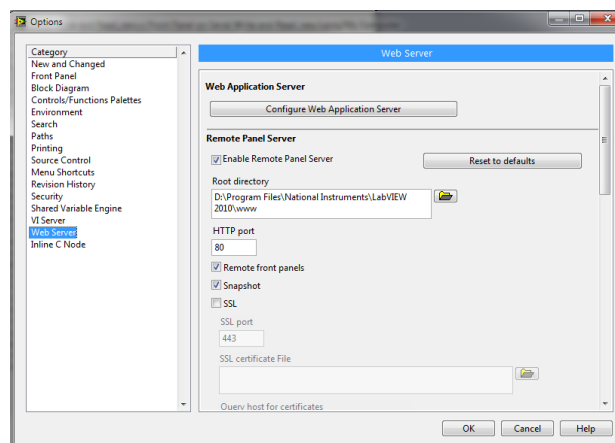 Options
Category
New and Changed
Front Panel
Block Diagram
Controls/Functions Palettes
Environment
Search
Paths
Printing
Source Control
Menu Shortcuts
Revision History
Security
Shared Variable Engine
VI Server
Web Server
Inline C Node
Web Server
Web Application Server
Configure Web Application Server
Remote Panel Server
Enable Remote Panel Server
Reset to defaults
Root directory
D:\Program Files\National Instruments\LabVIEW
2010\www
HTTP port
80
Remote front panels
Snapshot
SSL
SSL port
443
SSL certificate File
Query host for certificates
OK
Cancel
Help